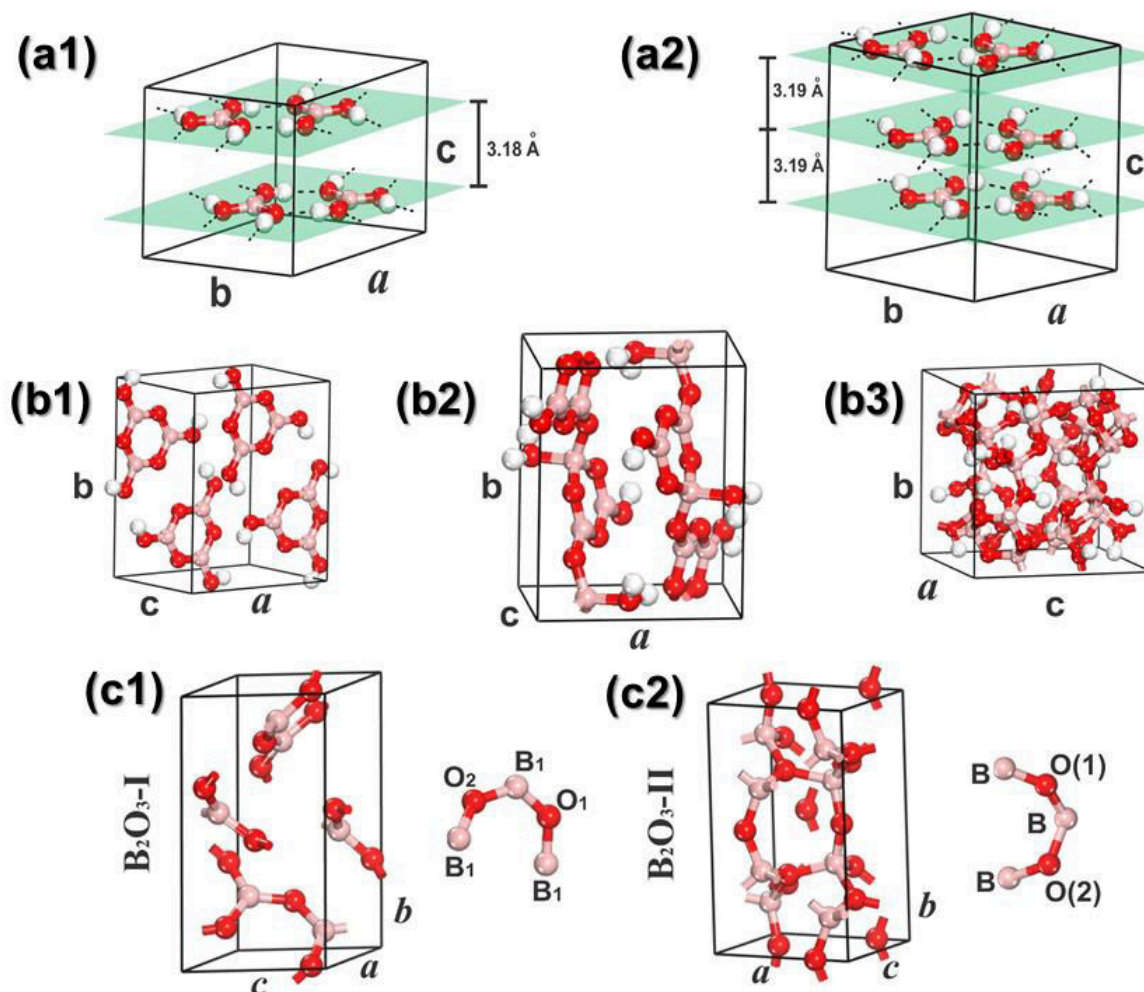 (a1)
3.18 Å
c
b
a
(a2)
3.19 Å
3.19 Å
c
b
a
(b1)
b
c
a
(b2)
b
c
a
(b3)
b
a
c
(c1)
B₂O₃-I
b
c
a
B₁
O₂
O₁
B₁
B₁
(c2)
B₂O₃-II
b
a
c
B
O(1)
B
B
O(2)